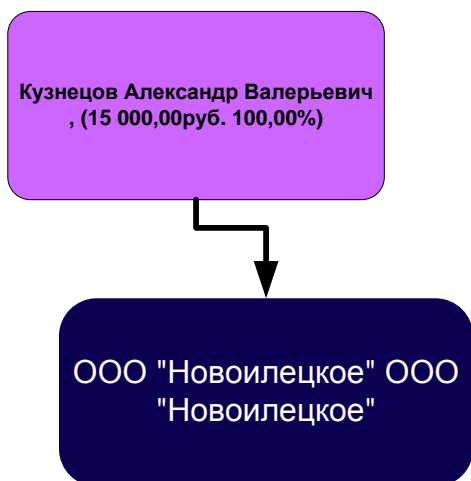 Кузнецов Александр Валерьевич
, (15 000,00руб. 100,00%)
ООО "Новоилецкое" ООО
"Новоилецкое"